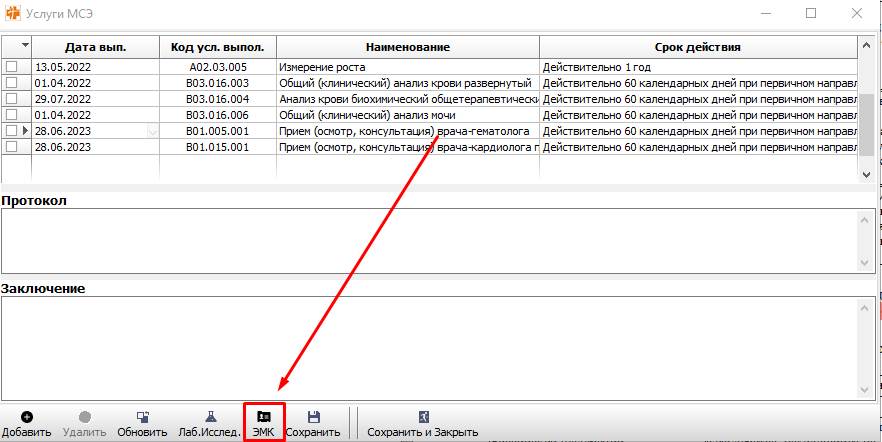 Услуги МСЭ
Дата вып. Код усл. выпол. Наименование Срок действия
13.05.2022 A02.03.005 Измерение роста Действительно 1 год
01.04.2022 B03.016.003 Общий (клинический) анализ крови развернутый Действительно 60 календарных дней при первичном направл
29.07.2022 B03.016.004 Анализ крови биохимический общетерапевтически Действительно 60 календарных дней при первичном направл
01.04.2022 B03.016.006 Общий (клинический) анализ мочи Действительно 60 календарных дней при первичном направл
28.06.2023 B01.005.001 Прием (осмотр, консультация) врача-гематолога Действительно 60 календарных дней при первичном направл
28.06.2023 B01.015.001 Прием (осмотр, консультация) врача-кардиолога п Действительно 60 календарных дней при первичном направл
Протокол
Заключение
Добавить Удалить Обновить Лаб.Исслед. ЭМК Сохранить Сохранить и Закрыть